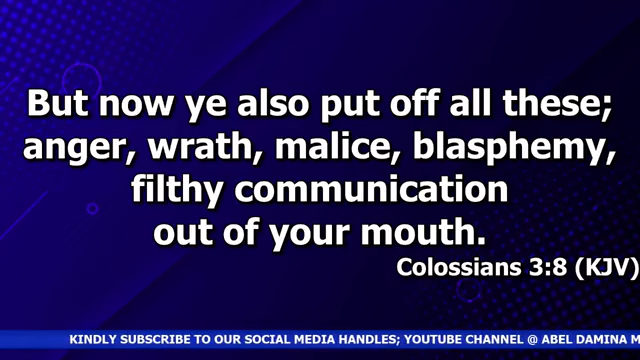 But now ye also put off all these;
anger, wrath, malice, blasphemy,
filthy communication
out of your mouth.
Colossians 3:8 (KJV)
KINDLY SUBSCRIBE TO OUR SOCIAL MEDIA HANDLES; YOUTUBE CHANNEL @ ABEL DAMINA M